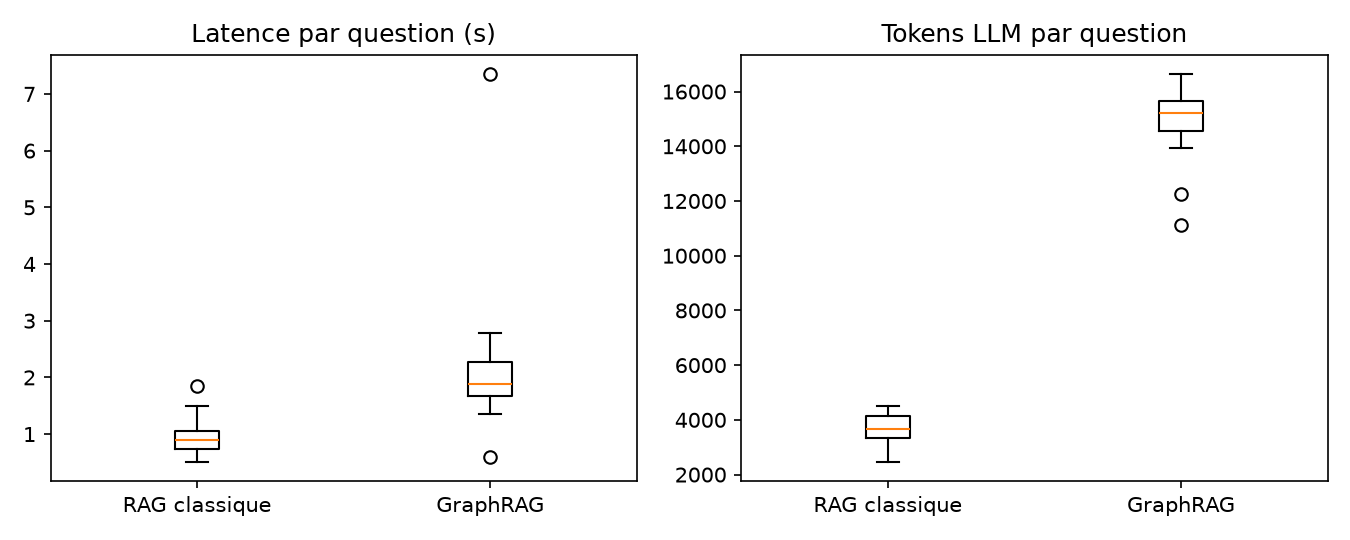 Latence par question (s)
7
6
5
4
3
2
1
RAG classique
GraphRAG
Tokens LLM par question
16000
14000
12000
10000
8000
6000
4000
2000
RAG classique
GraphRAG